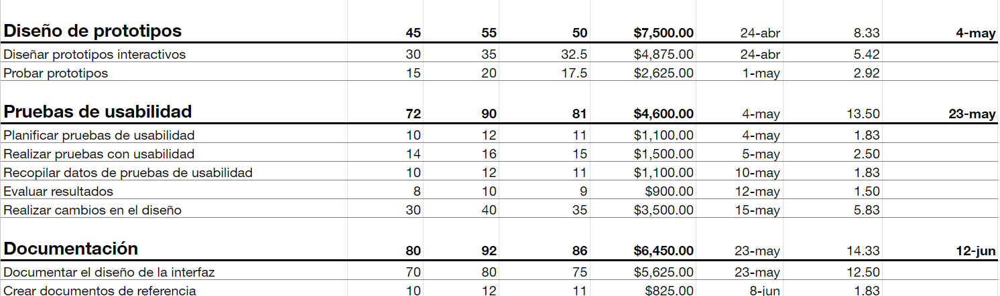 Diseño de prototipos 45 55 50 $7,500.00 24-abr 8.33 4-may
Diseñar prototipos interactivos 30 35 32.5 $4,875.00 24-abr 5.42
Probar prototipos 15 20 17.5 $2,625.00 1-may 2.92
Pruebas de usabilidad 72 90 81 $4,600.00 4-may 13.50 23-may
Planificar pruebas de usabilidad 10 12 11 $1,100.00 4-may 1.83
Realizar pruebas con usabilidad 14 16 15 $1,500.00 5-may 2.50
Recopilar datos de pruebas de usabilidad 10 12 11 $1,100.00 10-may 1.83
Evaluar resultados 8 10 9 $900.00 12-may 1.50
Realizar cambios en el diseño 30 40 35 $3,500.00 15-may 5.83
Documentación 80 92 86 $6,450.00 23-may 14.33 12-jun
Documentar el diseño de la interfaz 70 80 75 $5,625.00 23-may 12.50
Crear documentos de referencia 10 12 11 $825.00 8-jun 1.83